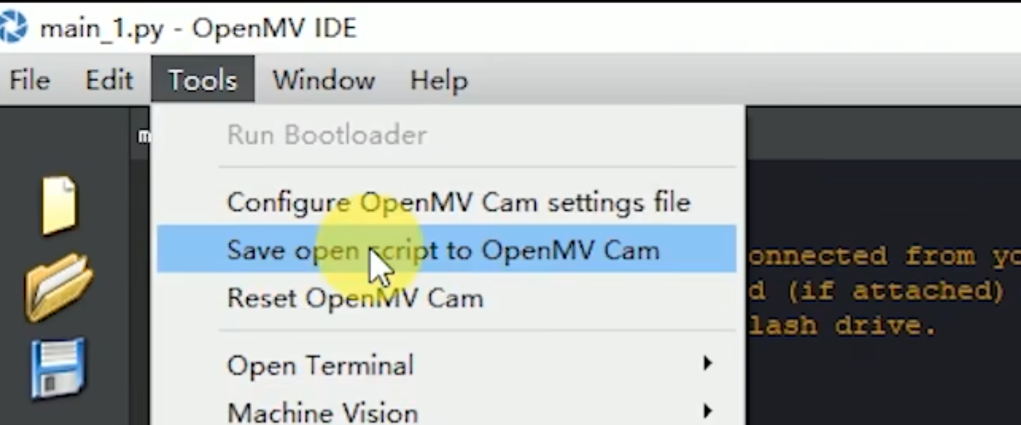 main_1.py - OpenMV IDE
File Edit Tools Window Help
m
Run Bootloader
Configure OpenMV Cam settings file
Save open script to OpenMV Cam
Reset OpenMV Cam
Open Terminal
Machine Vision
onnected from yo
d (if attached)
lash drive.